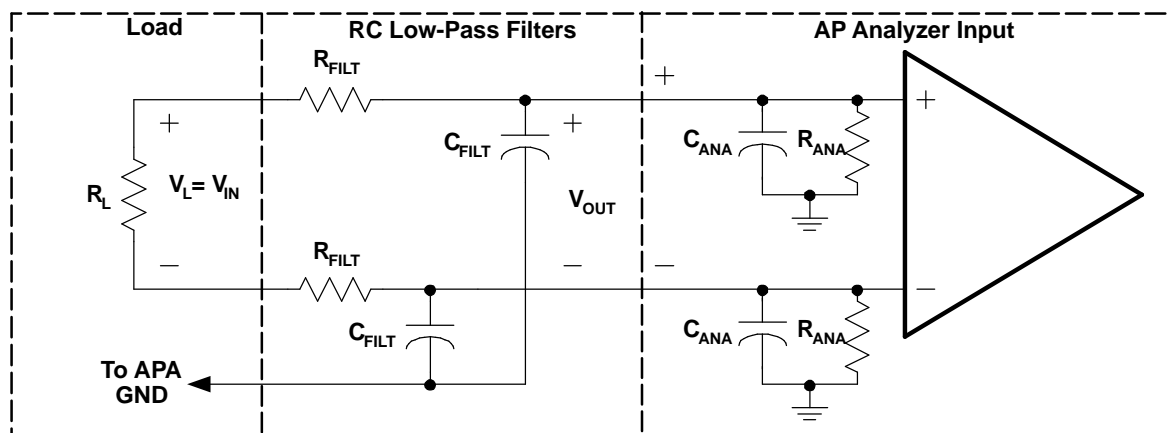 Load
RC Low-Pass Filters
AP Analyzer Input
R_FILT
+
+
+
C_FILT
+
C_ANA
R_ANA
R_L
V_L= V_IN
V_OUT
R_FILT
−
−
−
−
C_FILT
C_ANA
R_ANA
To APA
GND